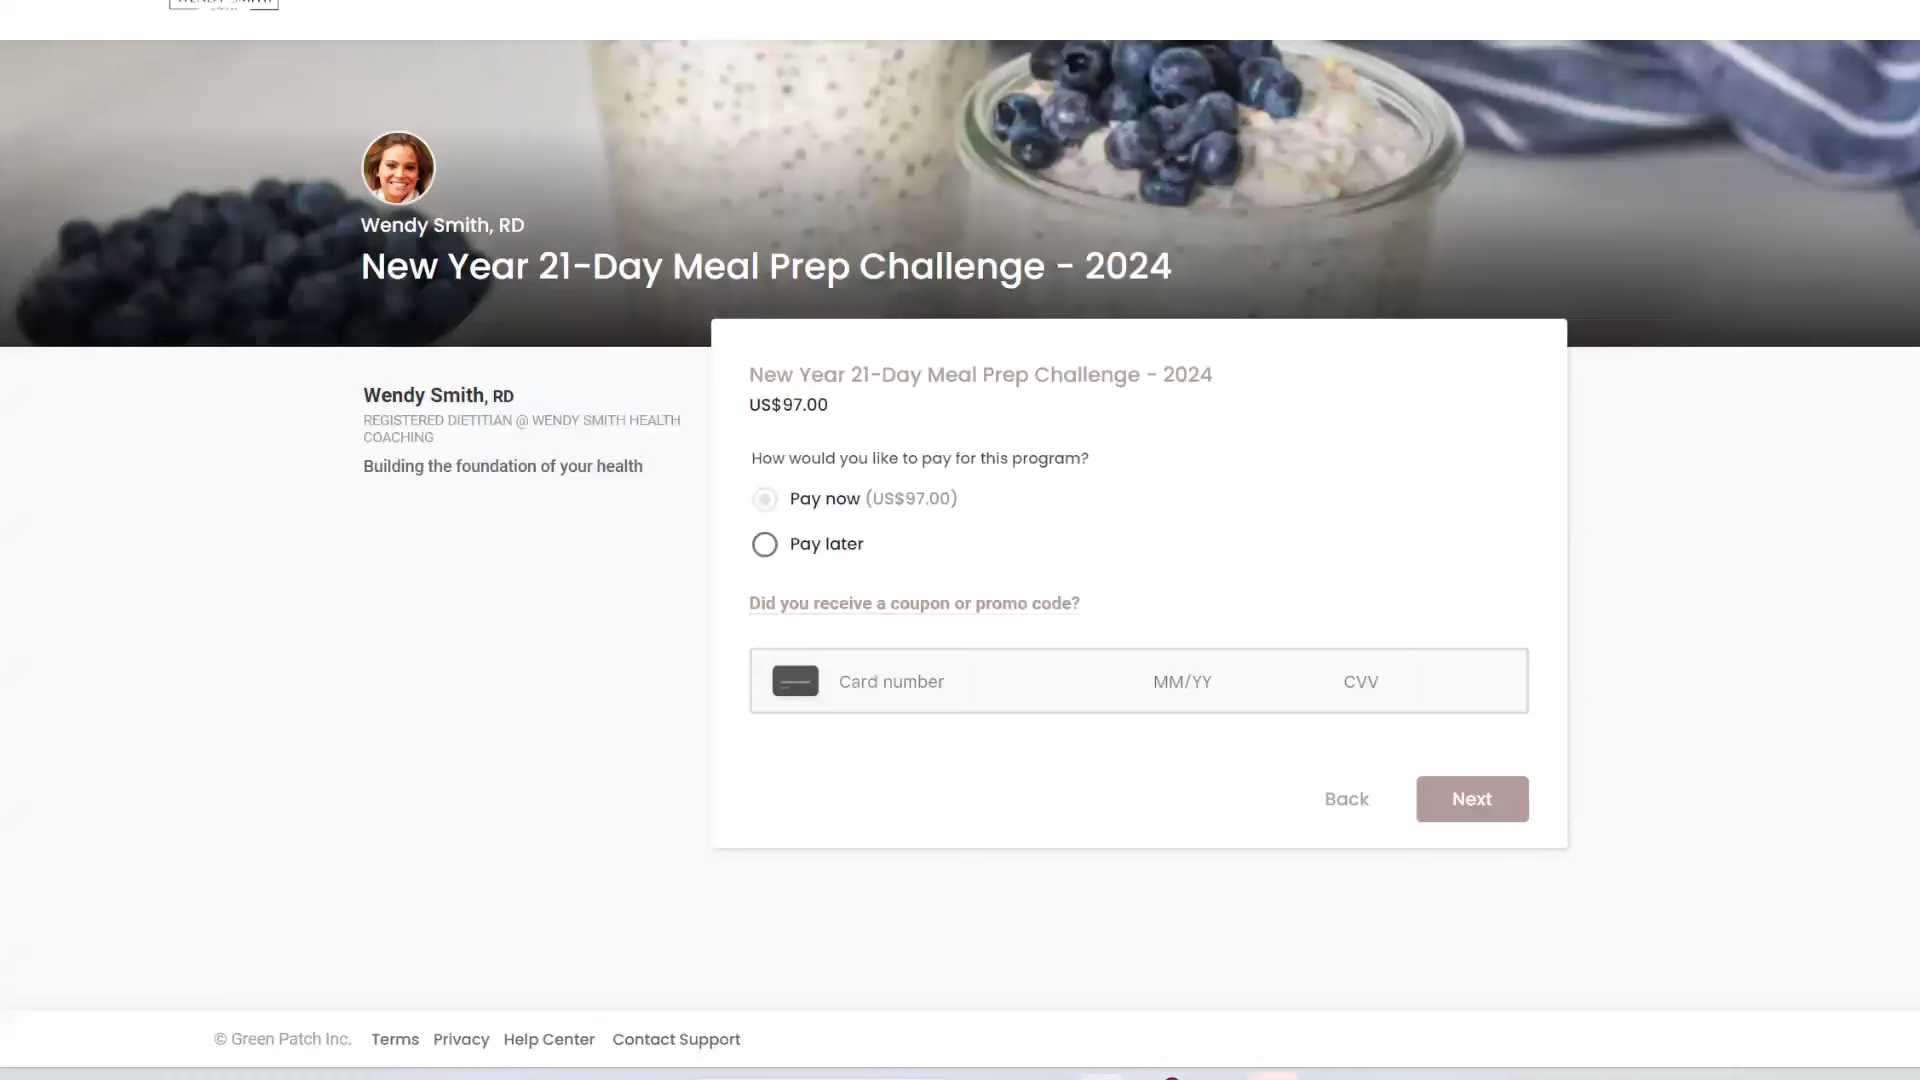 Wendy Smith, RD
New Year 21-Day Meal Prep Challenge - 2024
Wendy Smith, RD
REGISTERED DIETITIAN @ WENDY SMITH HEALTH
COACHING
Building the foundation of your health
New Year 21-Day Meal Prep Challenge - 2024
US$97.00
How would you like to pay for this program?
Pay now (US$97.00)
Pay later
Did you receive a coupon or promo code?
Card number MM/YY CVV
Back Next
© Green Patch Inc. Terms Privacy Help Center Contact Support